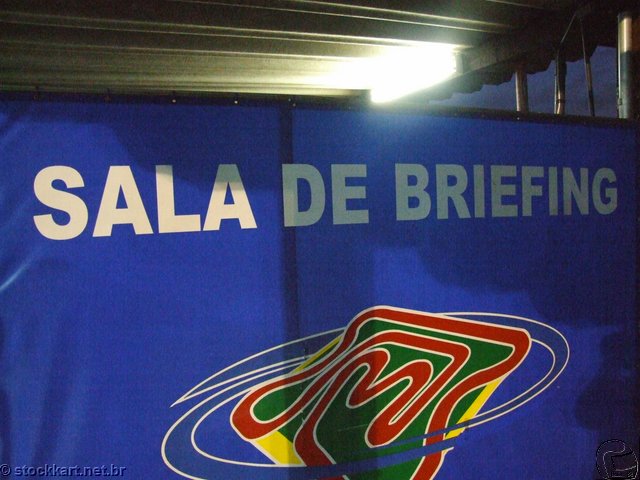 SALA DE BRIEFING
© stockkart.net.br